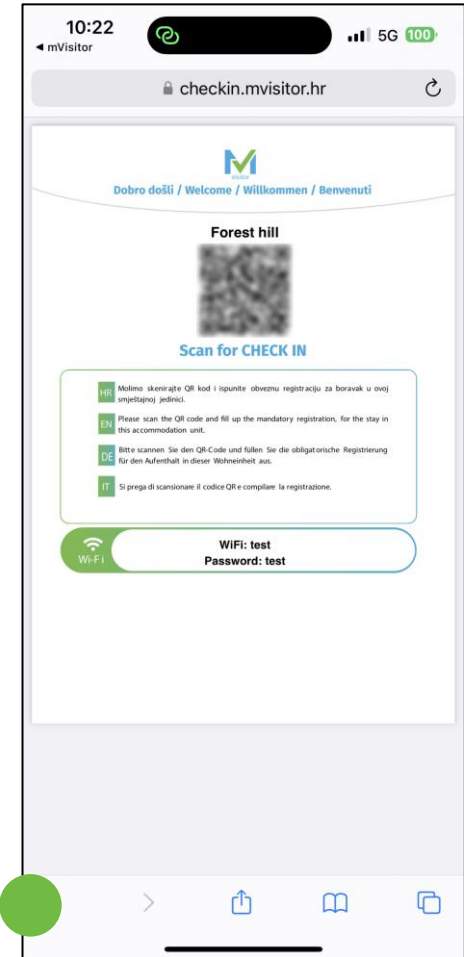 10:22
5G 100
◀ mVisitor
checkin.mvisitor.hr
M
visitor
Dobro došli / Welcome / Willkommen / Benvenuti
Forest hill
Scan for CHECK IN
HR Molimo skenirajte QR kod i ispunite obveznu registraciju za boravak u ovoj
smještajnoj jedinici.
EN Please scan the QR code and fill up the mandatory registration, for the stay in
this accommodation unit.
DE Bitte scannen Sie den QR-Code und füllen Sie die obligatorische Registrierung
für den Aufenthalt in dieser Wohneinheit aus.
IT Si prega di scansionare il codice QR e compilare la registrazione.
Wi-Fi
WiFi: test
Password: test